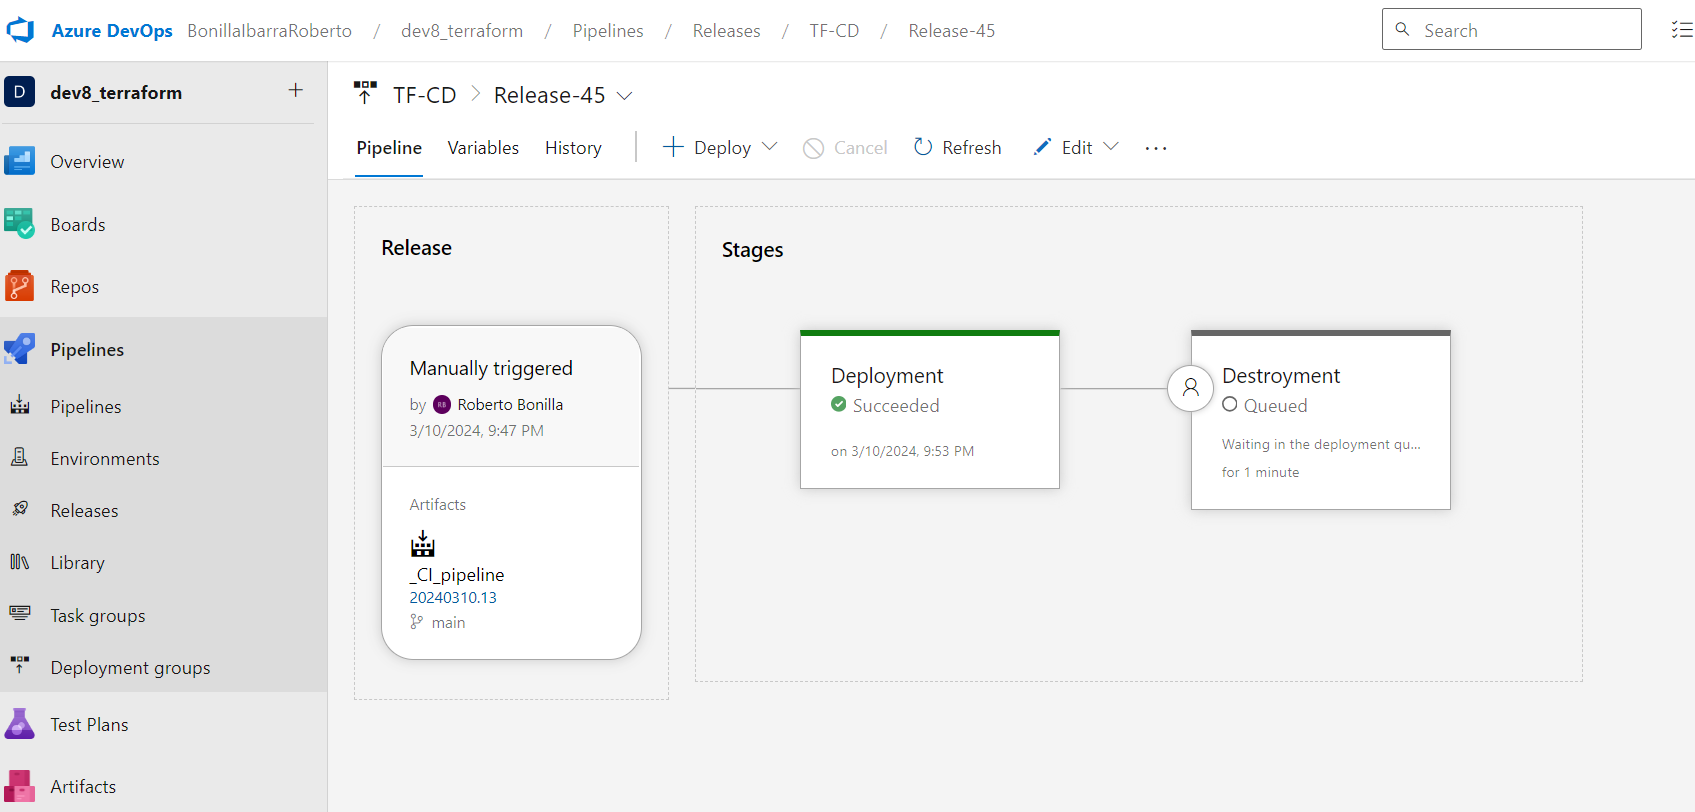 Azure DevOps BonillaIbarraRoberto / dev8_terraform / Pipelines / Releases / TF-CD / Release-45
Search
D dev8_terraform +
Overview
Boards
Repos
Pipelines
Pipelines
Environments
Releases
Library
Task groups
Deployment groups
Test Plans
Artifacts
TF-CD > Release-45
Pipeline Variables History Deploy Cancel Refresh Edit ...
Release
Manually triggered
by RB Roberto Bonilla
3/10/2024, 9:47 PM
Artifacts
_CI_pipeline
20240310.13
main
Stages
Deployment
Succeeded
on 3/10/2024, 9:53 PM
Destroyment
Queued
Waiting in the deployment qu...
for 1 minute